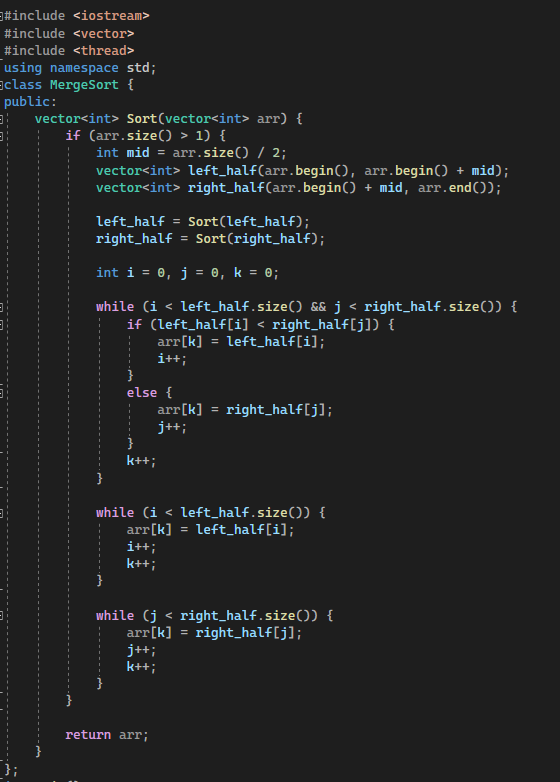 #include <iostream>
#include <vector>
#include <thread>
using namespace std;
class MergeSort {
public:
    vector<int> Sort(vector<int> arr) {
        if (arr.size() > 1) {
            int mid = arr.size() / 2;
            vector<int> left_half(arr.begin(), arr.begin() + mid);
            vector<int> right_half(arr.begin() + mid, arr.end());

            left_half = Sort(left_half);
            right_half = Sort(right_half);

            int i = 0, j = 0, k = 0;

            while (i < left_half.size() && j < right_half.size()) {
                if (left_half[i] < right_half[j]) {
                    arr[k] = left_half[i];
                    i++;
                }
                else {
                    arr[k] = right_half[j];
                    j++;
                }
                k++;
            }

            while (i < left_half.size()) {
                arr[k] = left_half[i];
                i++;
                k++;
            }

            while (j < right_half.size()) {
                arr[k] = right_half[j];
                j++;
                k++;
            }
        }

        return arr;
    }
};